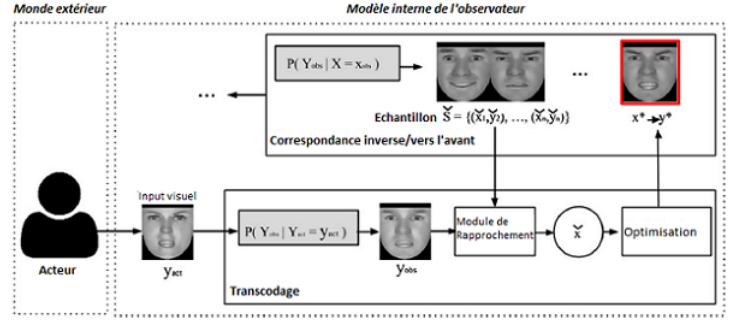 Monde extérieur
Modèle interne de l'observateur
P( Yobs | X = xobs )
...
...
Echantillon S̆ = {(x̆1,y̆2), ..., (x̆n,y̆n)}
x* → y*
Correspondance inverse/vers l'avant
Input visuel
P( Yobs | Yact = yact )
Module de
Rapprochement
x̆
Optimisation
Acteur
yact
yobs
Transcodage